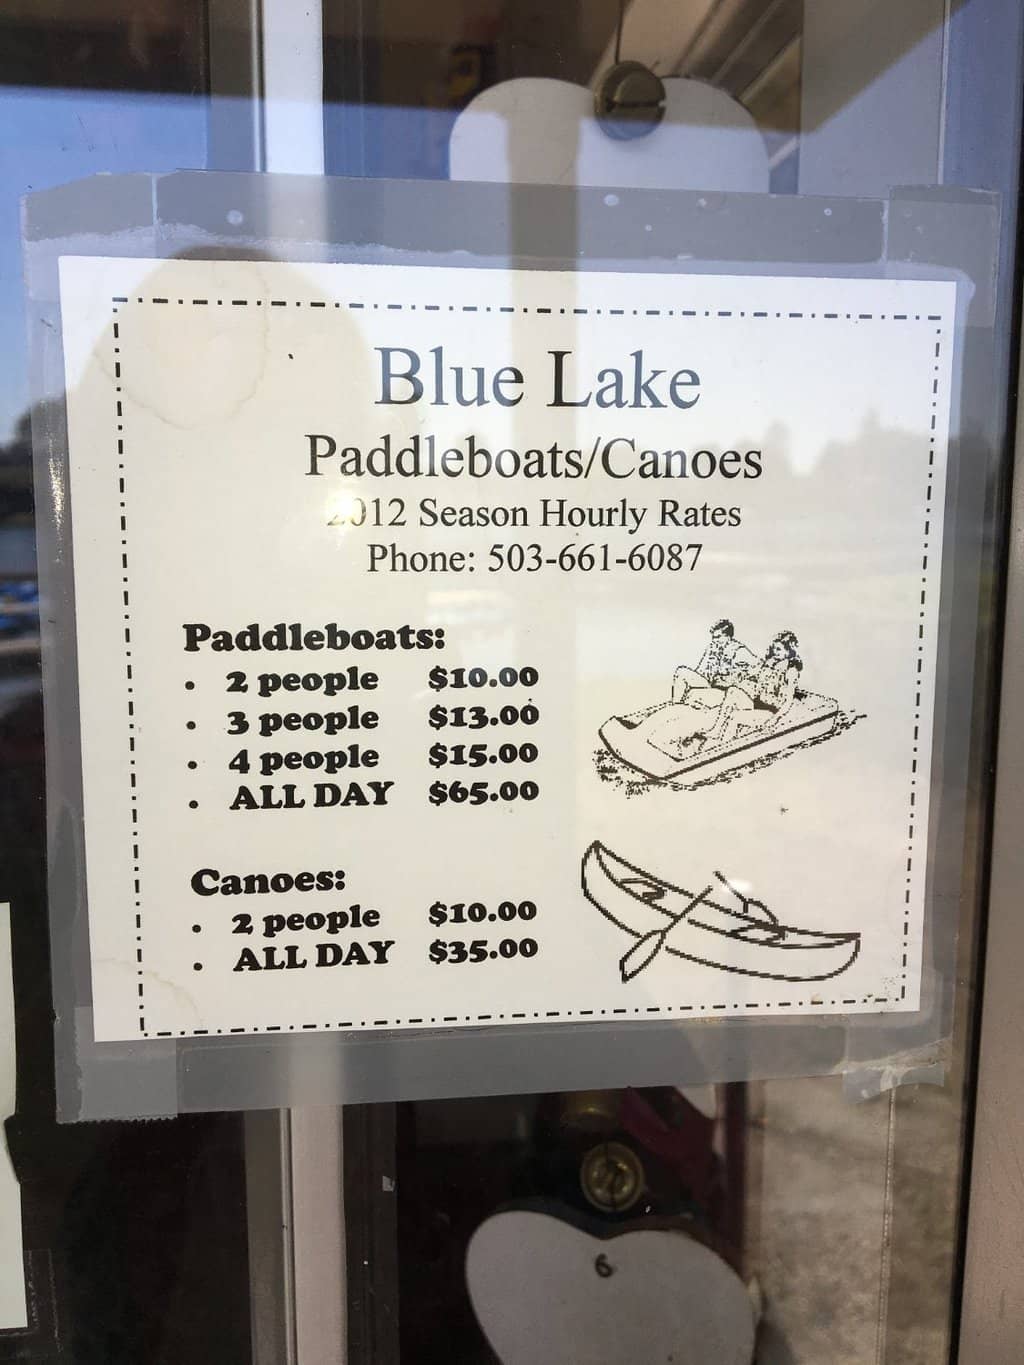 Blue Lake
Paddleboats/Canoes
2012 Season Hourly Rates
Phone: 503-661-6087
Paddleboats:
• 2 people $10.00
• 3 people $13.00
• 4 people $15.00
• ALL DAY $65.00
Canoes:
• 2 people $10.00
• ALL DAY $35.00
6